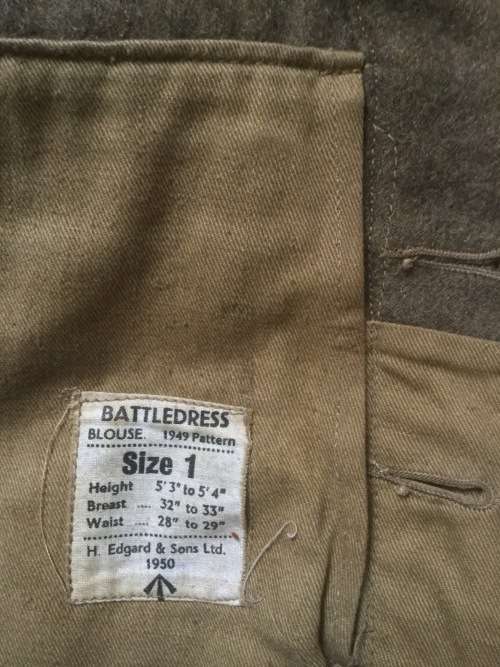 BATTLEDRESS
BLOUSE. 1949 Pattern
Size 1
Height 5'3" to 5'4"
Breast .... 32" to 33"
Waist .... 28" to 29"
H. Edgard & Sons Ltd.
1950